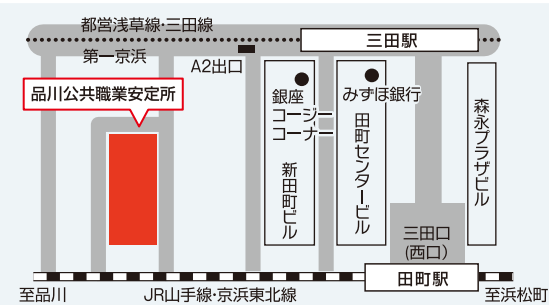 都営浅草線・三田線
三田駅
第一京浜
A2出口
品川公共職業安定所
銀座
コージー
コーナー
新田町ビル
みずほ銀行
田町センタービル
森永プラザビル
三田口
(西口)
田町駅
至品川
JR山手線・京浜東北線
至浜松町